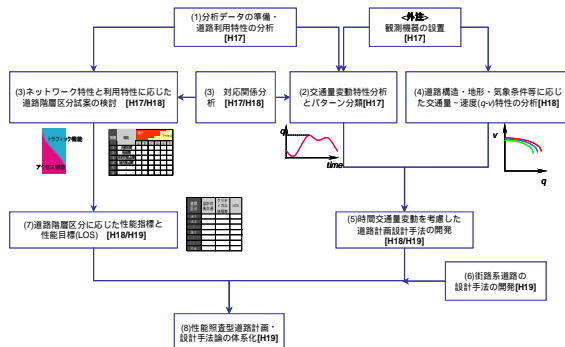 (1)分析データの準備・
道路利用特性の分析
[H17]
<外注>
観測機器の設置
[H17]
(3)ネットワーク特性と利用特性に応じた
道路階層区分試案の検討 [H17/H18]
(3) 対応関係分
析 [H17/H18]
(2)交通量変動特性分析
とパターン分類[H17]
(4)道路構造・地形・気象条件等に応じ
た交通量～速度(q-v)特性の分析[H18]
トラフィック機能
アクセス機能
q
time
v
q
(7)道路階層区分に応じた性能指標と
性能目標(LOS) [H18/H19]
LOS
(5)時間交通量変動を考慮した
道路計画設計手法の開発
[H18/H19]
(6)街路系道路の
設計手法の開発[H19]
(8)性能照査型道路計画・
設計手法論の体系化[H19]